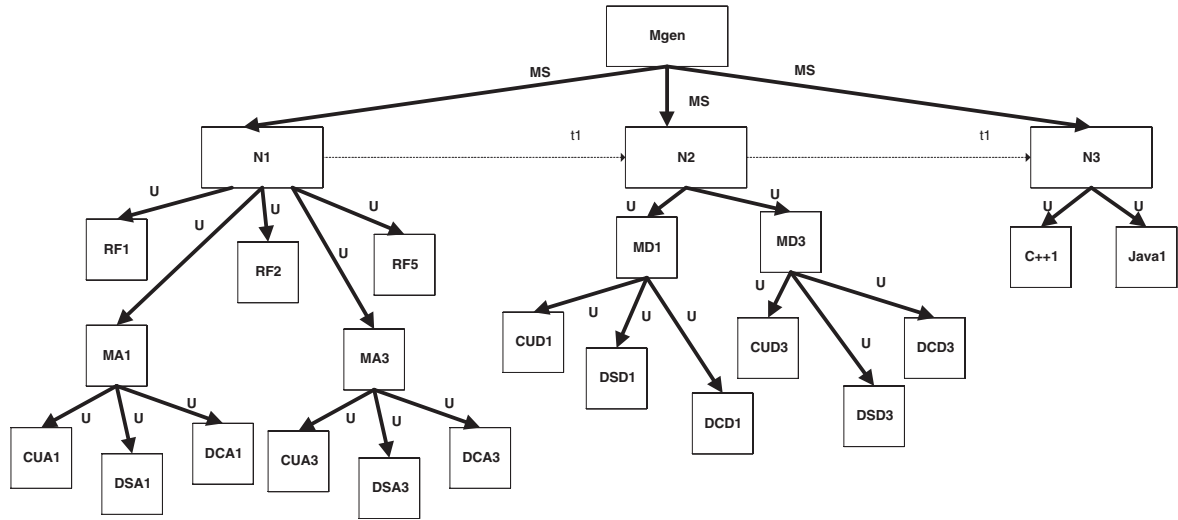 Mgen
MS
MS
MS
N1
t1
N2
t1
N3
U
U
U
U
U
RF1
RF2
RF5
U
U
MD1
MD3
U
U
C++1
Java1
MA1
MA3
U
U
U
CUD1
DSD1
DCD1
U
U
U
CUD3
DSD3
DCD3
U
U
U
CUA1
DSA1
DCA1
U
U
U
CUA3
DSA3
DCA3